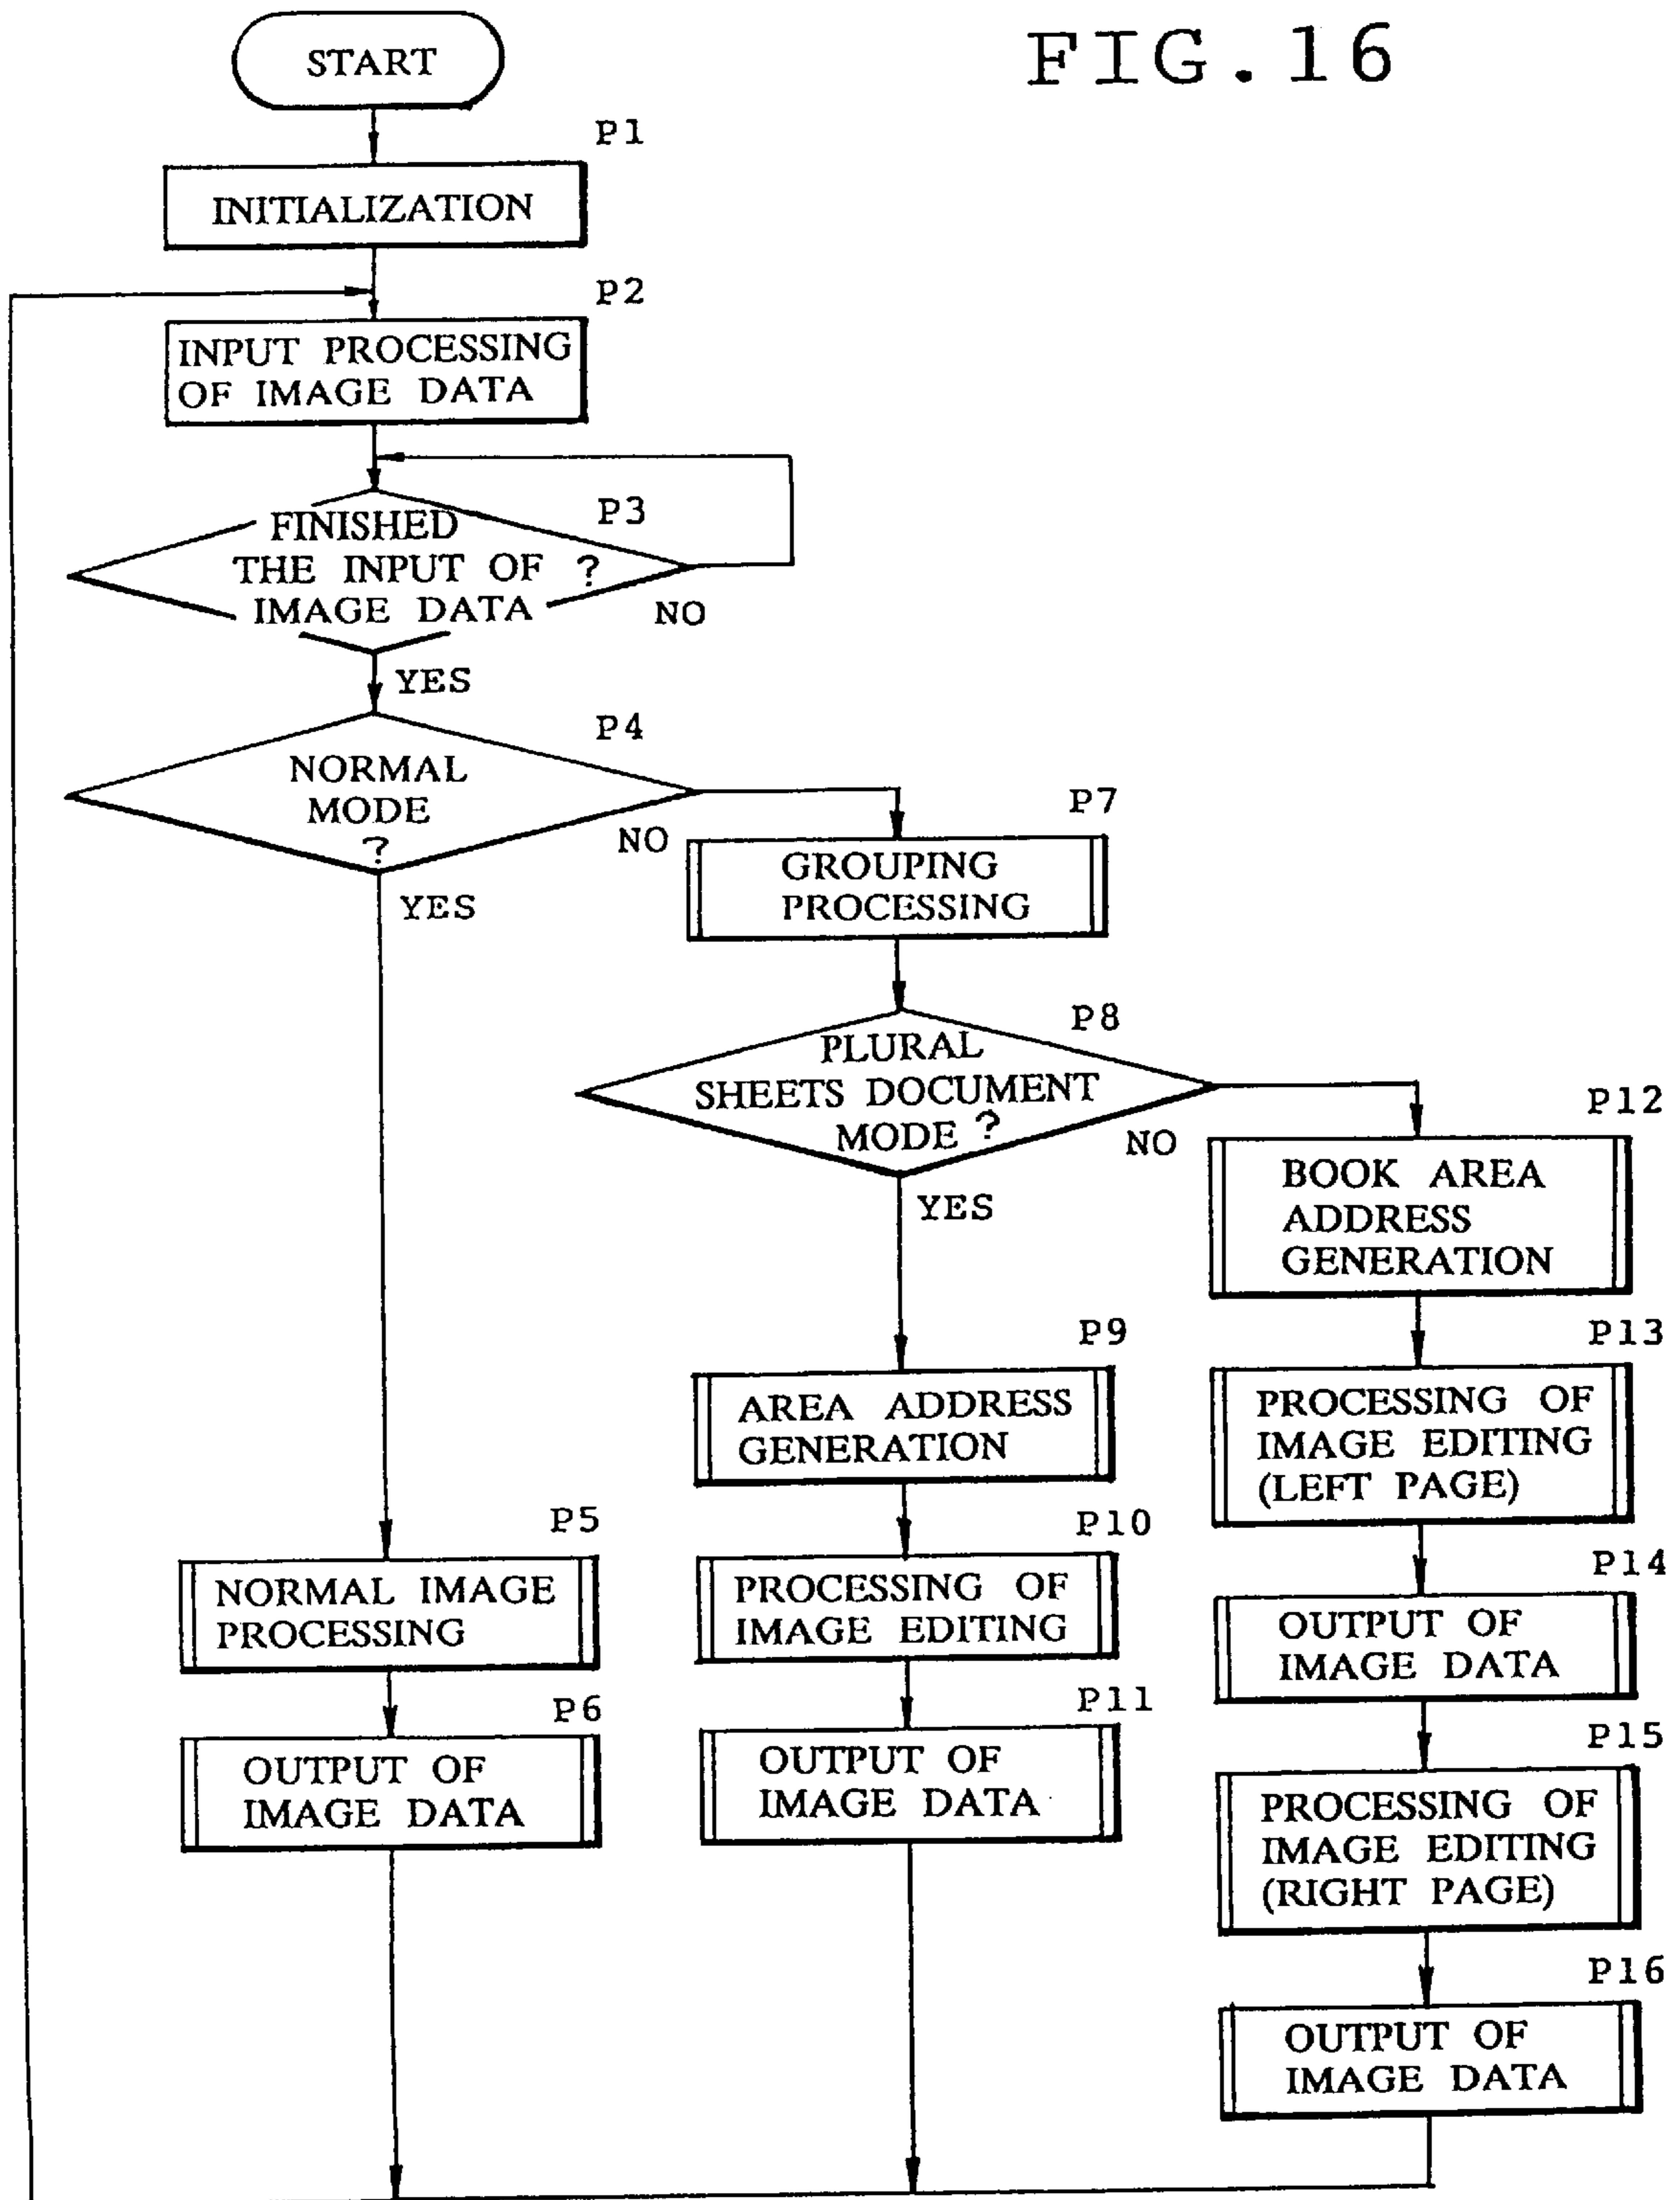 FIG.16
START
P1
INITIALIZATION
P2
INPUT PROCESSING
OF IMAGE DATA
P3
FINISHED
THE INPUT OF ?
IMAGE DATA
NO
YES
P4
NORMAL
MODE
?
NO
YES
P7
GROUPING
PROCESSING
P8
PLURAL
SHEETS DOCUMENT
MODE ?
NO
YES
P12
BOOK AREA
ADDRESS
GENERATION
P9
AREA ADDRESS
GENERATION
P13
PROCESSING OF
IMAGE EDITING
(LEFT PAGE)
P5
NORMAL IMAGE
PROCESSING
P10
PROCESSING OF
IMAGE EDITING
P14
OUTPUT OF
IMAGE DATA
P6
OUTPUT OF
IMAGE DATA
P11
OUTPUT OF
IMAGE DATA
P15
PROCESSING OF
IMAGE EDITING
(RIGHT PAGE)
P16
OUTPUT OF
IMAGE DATA